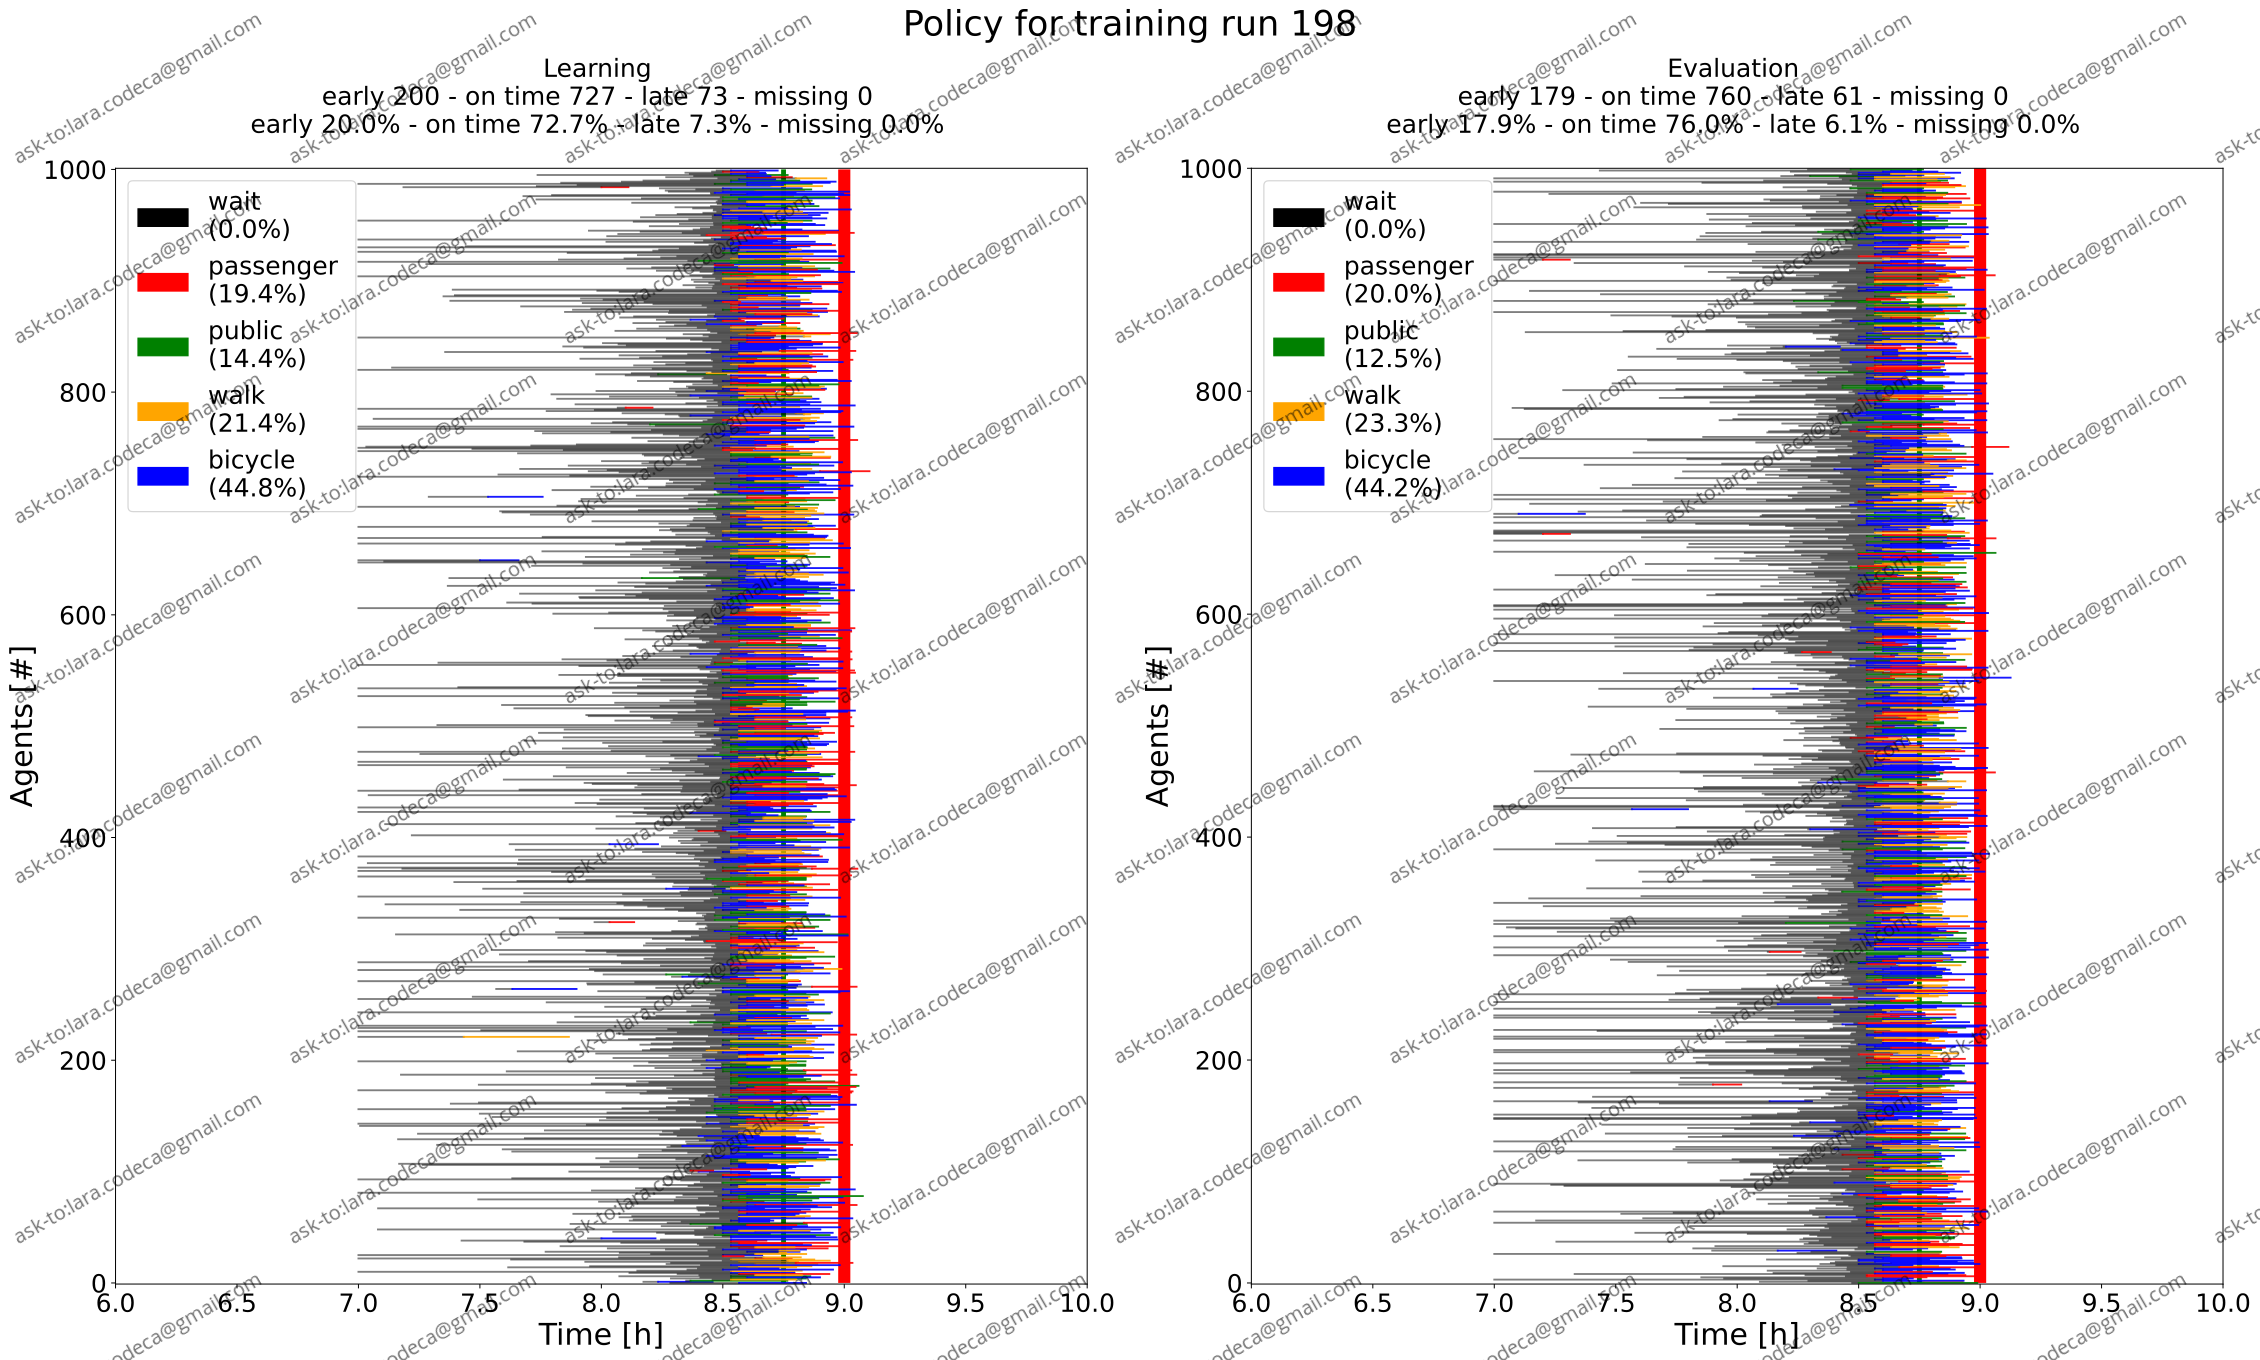 Policy for training run 198
Learning
early 200 - on time 727 - late 73 - missing 0
early 20.0% - on time 72.7% - late 7.3% - missing 0.0%
1000
800
600
400
200
0
Agents [#]
wait
(0.0%)
passenger
(19.4%)
public
(14.4%)
walk
(21.4%)
bicycle
(44.8%)
6.0 6.5 7.0 7.5 8.0 8.5 9.0 9.5 10.0
Time [h]
Evaluation
early 179 - on time 760 - late 61 - missing 0
early 17.9% - on time 76.0% - late 6.1% - missing 0.0%
1000
800
600
400
200
0
Agents [#]
wait
(0.0%)
passenger
(20.0%)
public
(12.5%)
walk
(23.3%)
bicycle
(44.2%)
6.0 6.5 7.0 7.5 8.0 8.5 9.0 9.5 10.0
Time [h]
ask-to:lara.codeca@gmail.com